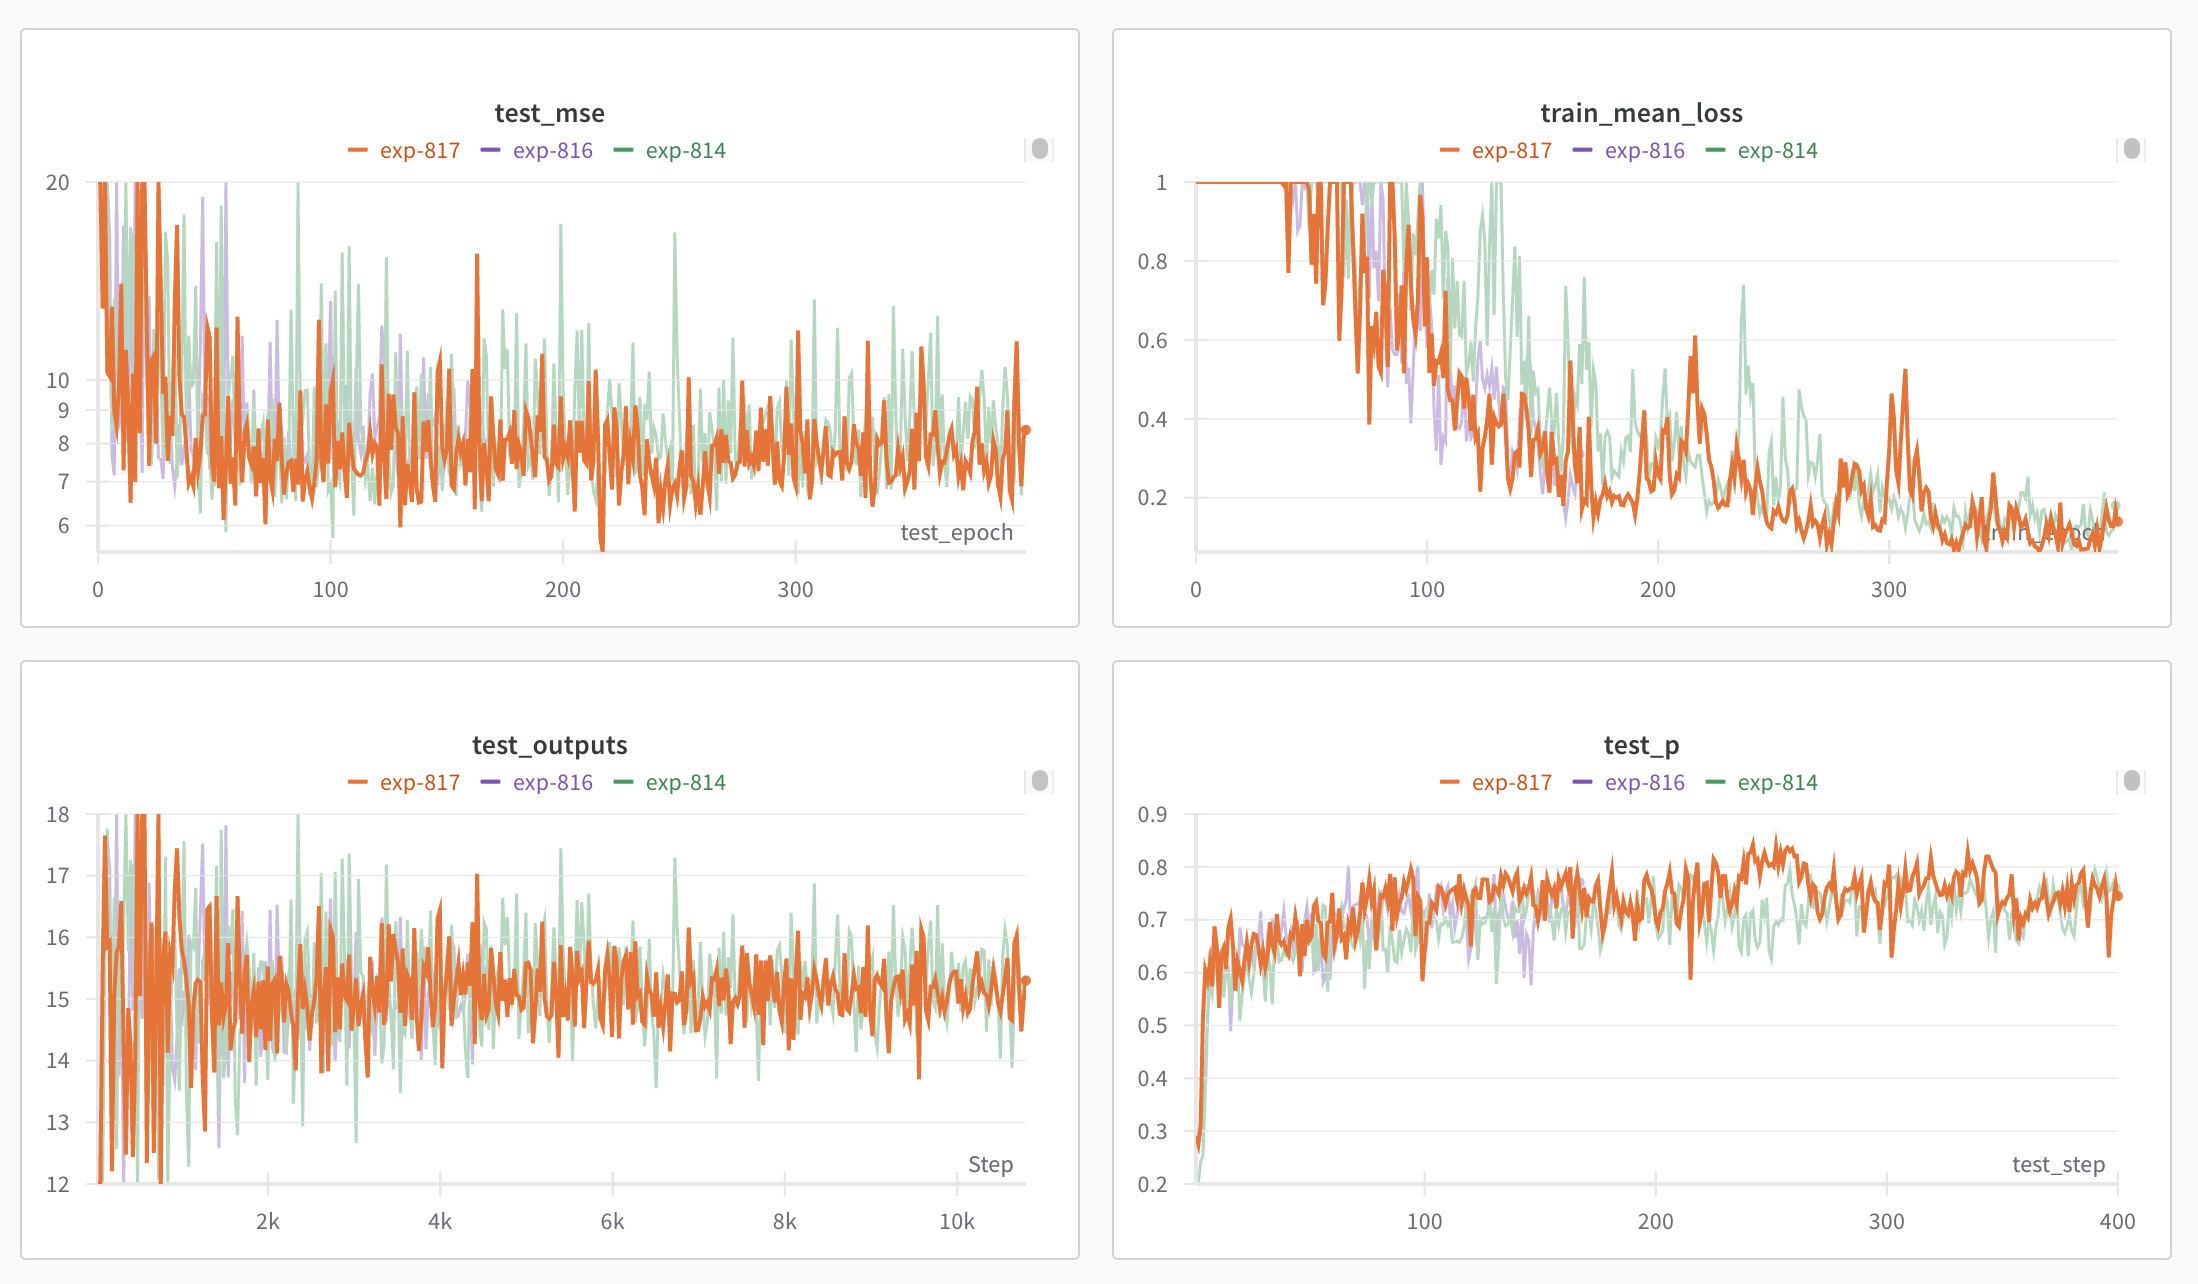 test_mse
exp-817 exp-816 exp-814
20
10
9
8
7
6
test_epoch
0 100 200 300
train_mean_loss
exp-817 exp-816 exp-814
1
0.8
0.6
0.4
0.2
train_epoch
0 100 200 300
test_outputs
exp-817 exp-816 exp-814
18
17
16
15
14
13
12
Step
2k 4k 6k 8k 10k
test_p
exp-817 exp-816 exp-814
0.9
0.8
0.7
0.6
0.5
0.4
0.3
0.2
test_step
100 200 300 400